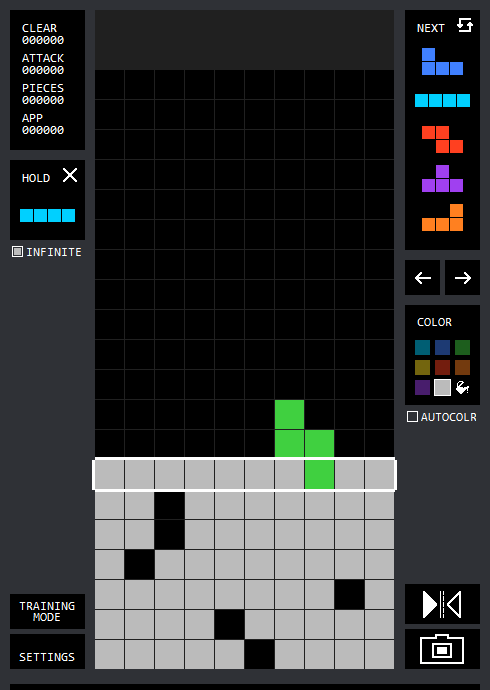 CLEAR
000000
ATTACK
000000
PIECES
000000
APP
000000
HOLD
INFINITE
TRAINING
MODE
SETTINGS
NEXT
COLOR
AUTOCOLR